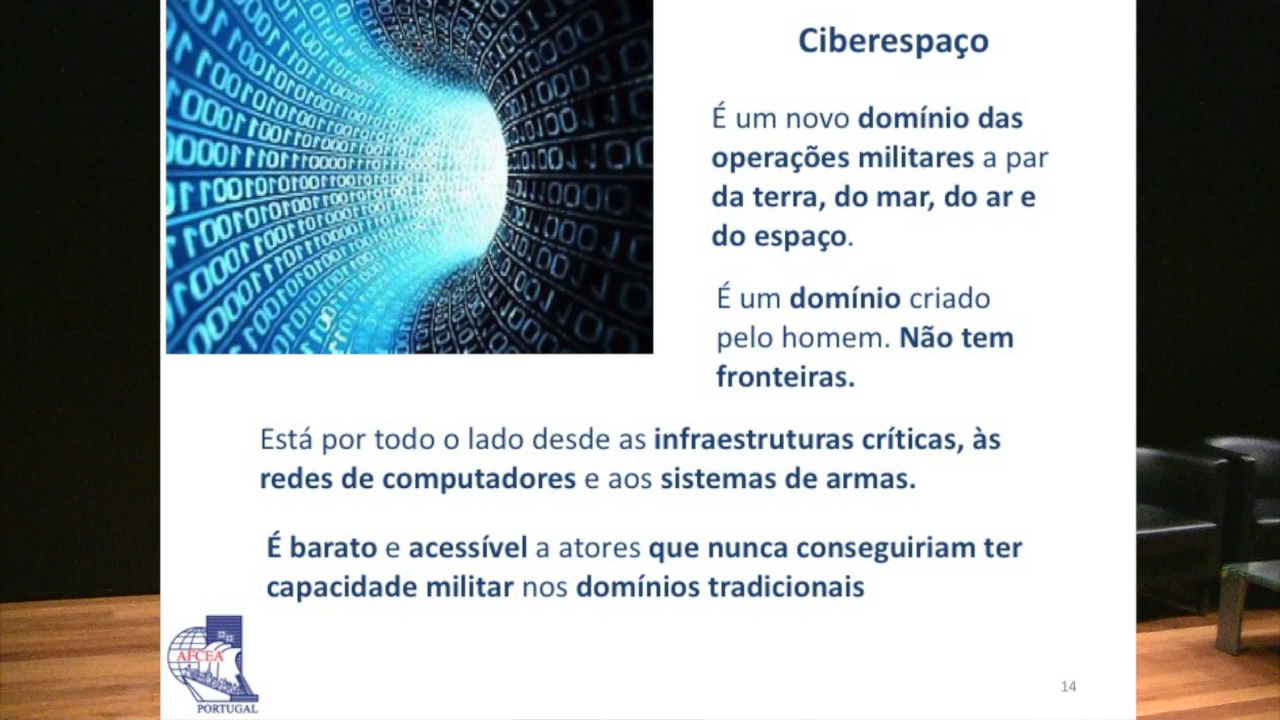 Ciberespaço
É um novo domínio das
operações militares a par
da terra, do mar, do ar e
do espaço.
É um domínio criado
pelo homem. Não tem
fronteiras.
Está por todo o lado desde as infraestruturas críticas, às
redes de computadores e aos sistemas de armas.
É barato e acessível a atores que nunca conseguiriam ter
capacidade militar nos domínios tradicionais
AFCEA
PORTUGAL
14